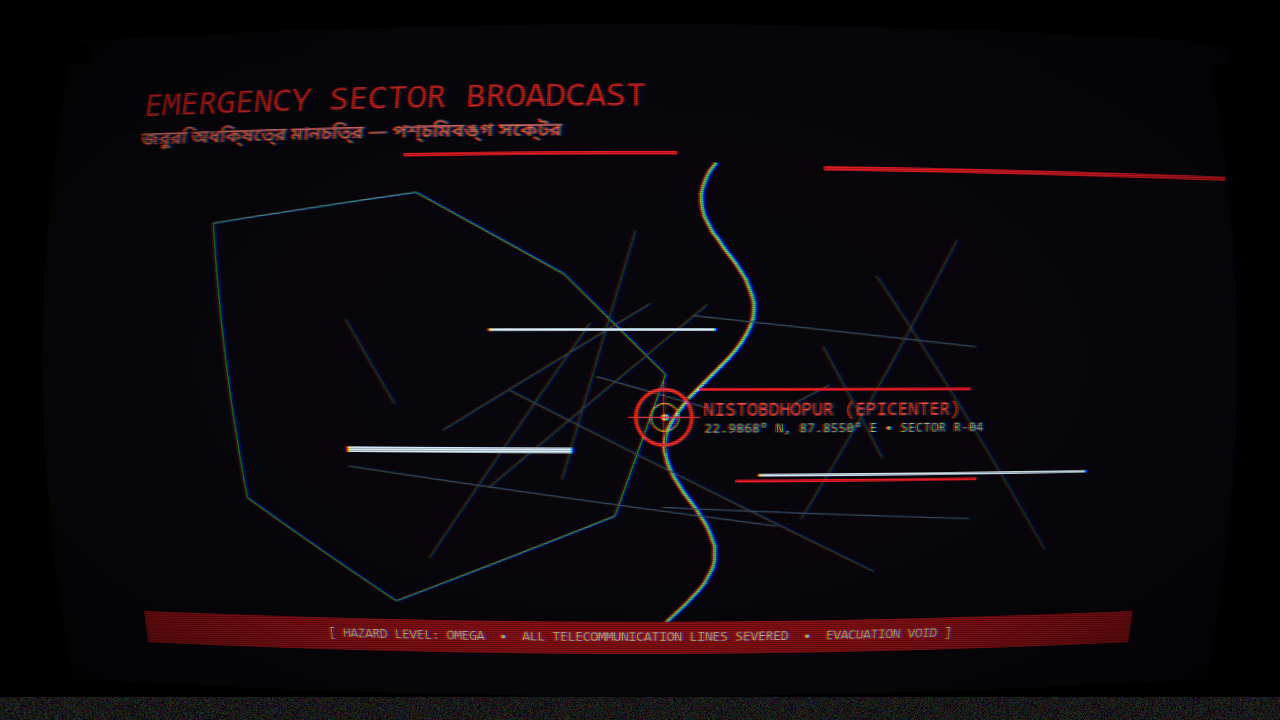 EMERGENCY SECTOR BROADCAST
জরুরী অধিক্ষেত্র মানচিত্র — পশ্চিমবঙ্গ সেক্টর
NISTOBDHOPUR (EPICENTER)
22.9868° N, 87.8550° E • SECTOR R-04
[ HAZARD LEVEL: OMEGA • ALL TELECOMMUNICATION LINES SEVERED • EVACUATION VOID ]